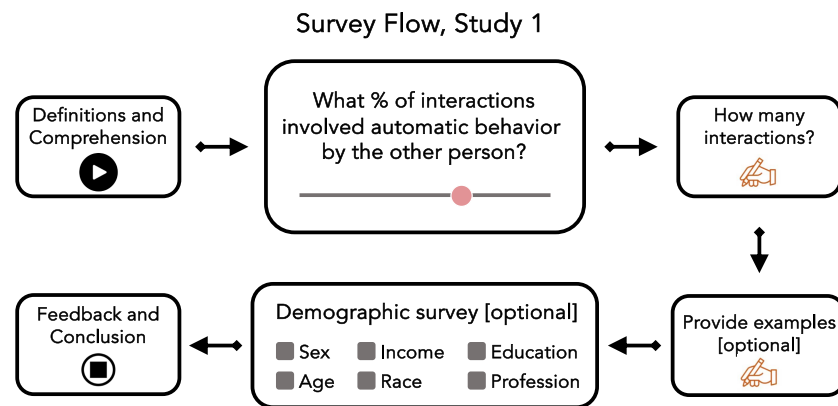 Survey Flow, Study 1
Definitions and
Comprehension
What % of interactions
involved automatic behavior
by the other person?
How many
interactions?
Provide examples
[optional]
Demographic survey [optional]
Sex Income Education
Age Race Profession
Feedback and
Conclusion